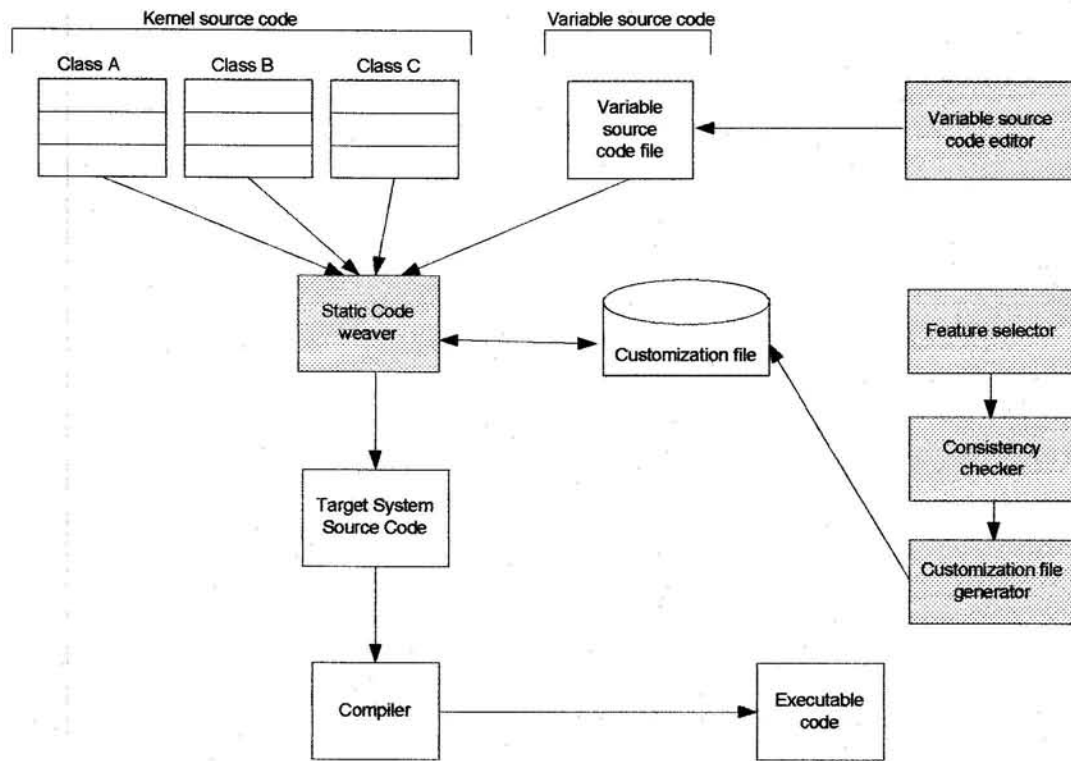 Kernel source code
Variable source code
Class A
Class B
Class C
Variable
source
code file
Variable source
code editor
Static Code
weaver
Customization file
Feature selector
Consistency
checker
Target System
Source Code
Customization file
generator
Compiler
Executable
code